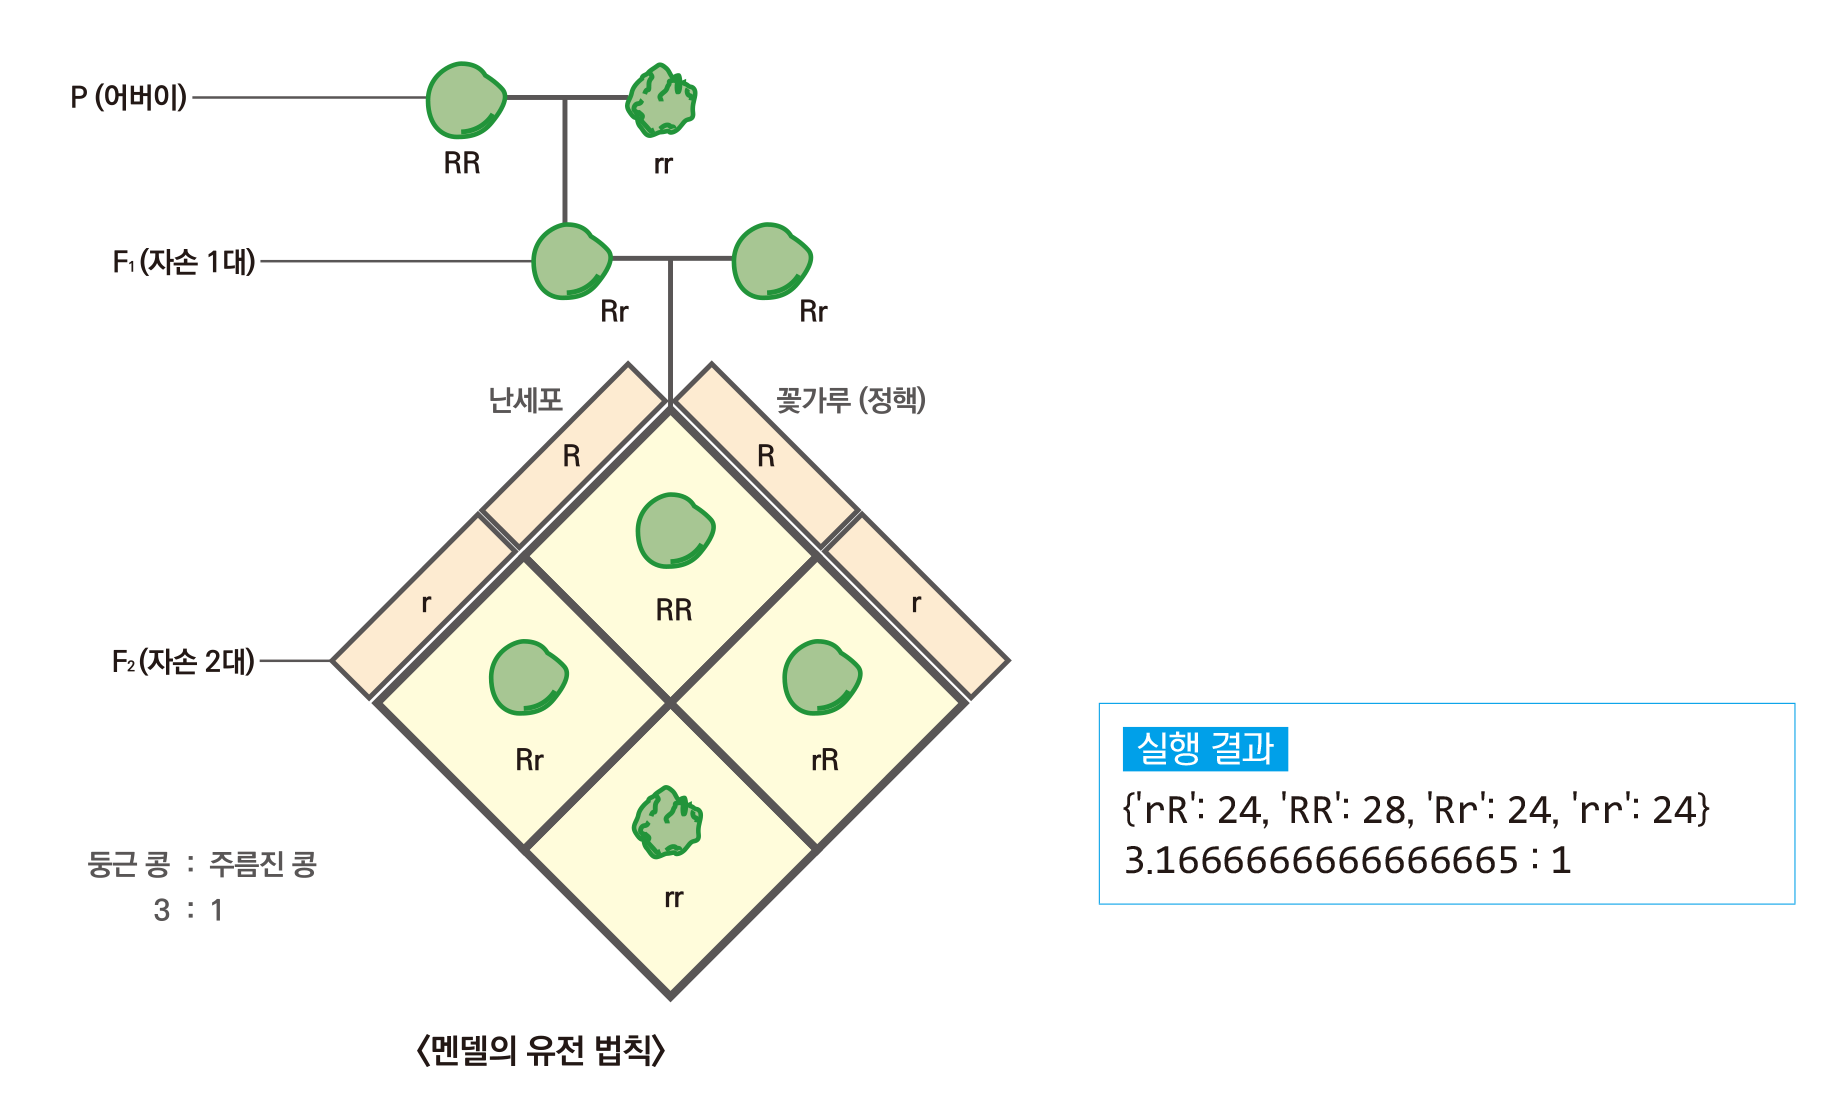 P (어버이)
RR
rr
F₁ (자손 1대)
Rr
Rr
난세포
꽃가루 (정핵)
R
R
r
r
RR
F₂ (자손 2대)
Rr
rR
rr
둥근 콩 : 주름진 콩
3 : 1
<멘델의 유전 법칙>
실행 결과
{'rR': 24, 'RR': 28, 'Rr': 24, 'rr': 24}
3.1666666666666665 : 1